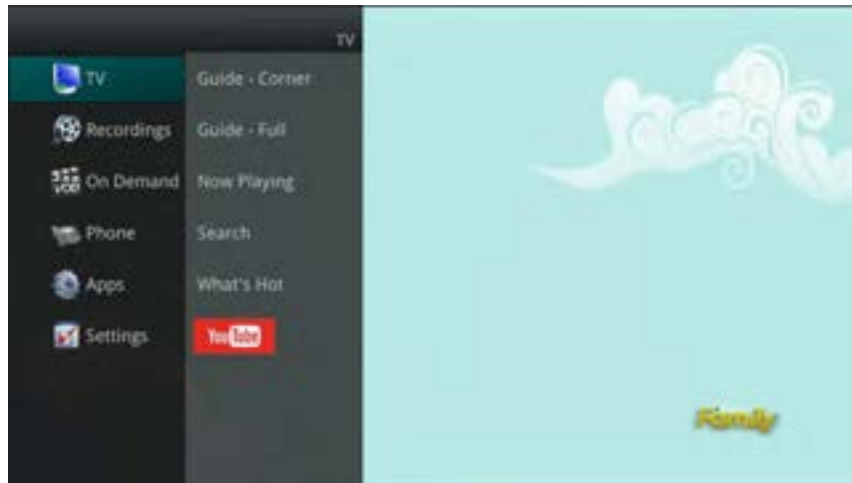 TV
TV
Guide - Corner
Recordings
Guide - Full
On Demand
Now Playing
Phone
Search
Apps
What's Hot
Settings
YouTube
Family
VOD